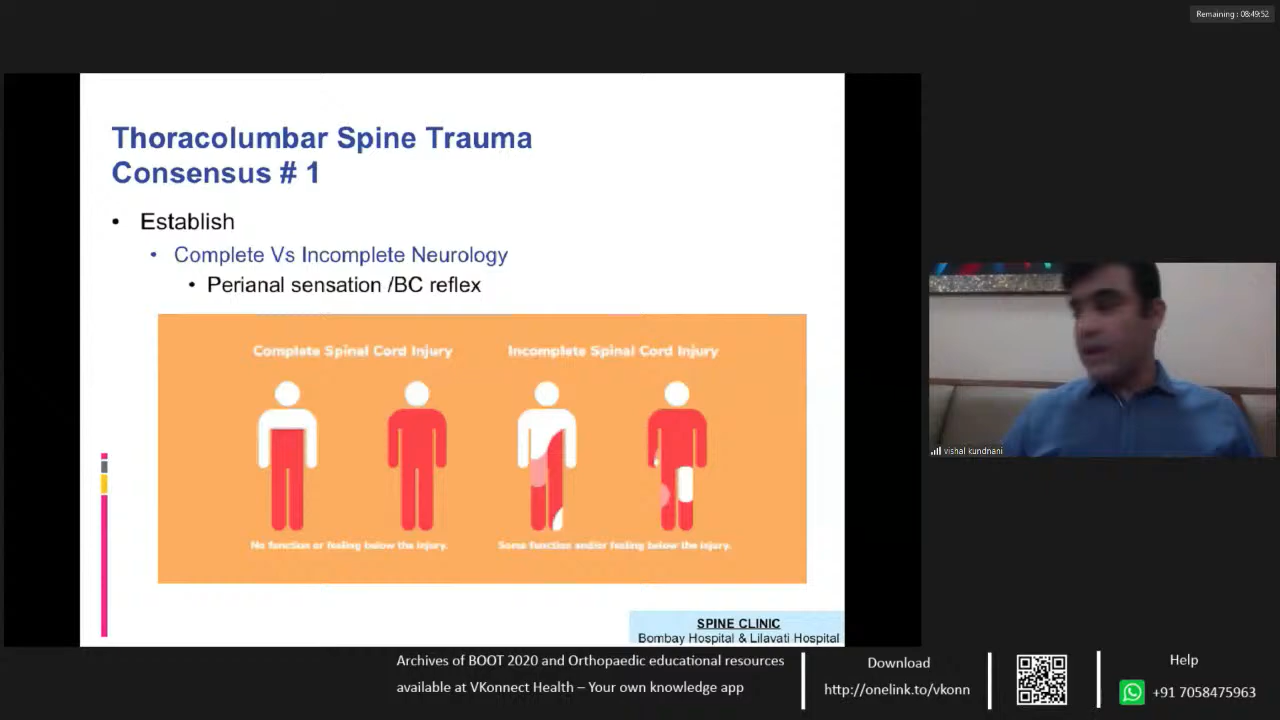 Remaining : 08:49:52
Thoracolumbar Spine Trauma
Consensus # 1
• Establish
• Complete Vs Incomplete Neurology
• Perianal sensation /BC reflex
Complete Spinal Cord Injury
Incomplete Spinal Cord Injury
No function or feeling below the injury.
Some function and/or feeling below the injury.
SPINE CLINIC
Bombay Hospital & Lilavati Hospital
vishal kundnani
Archives of BOOT 2020 and Orthopaedic educational resources
available at VKonnect Health – Your own knowledge app
Download
http://onelink.to/vkonn
Help
+91 7058475963